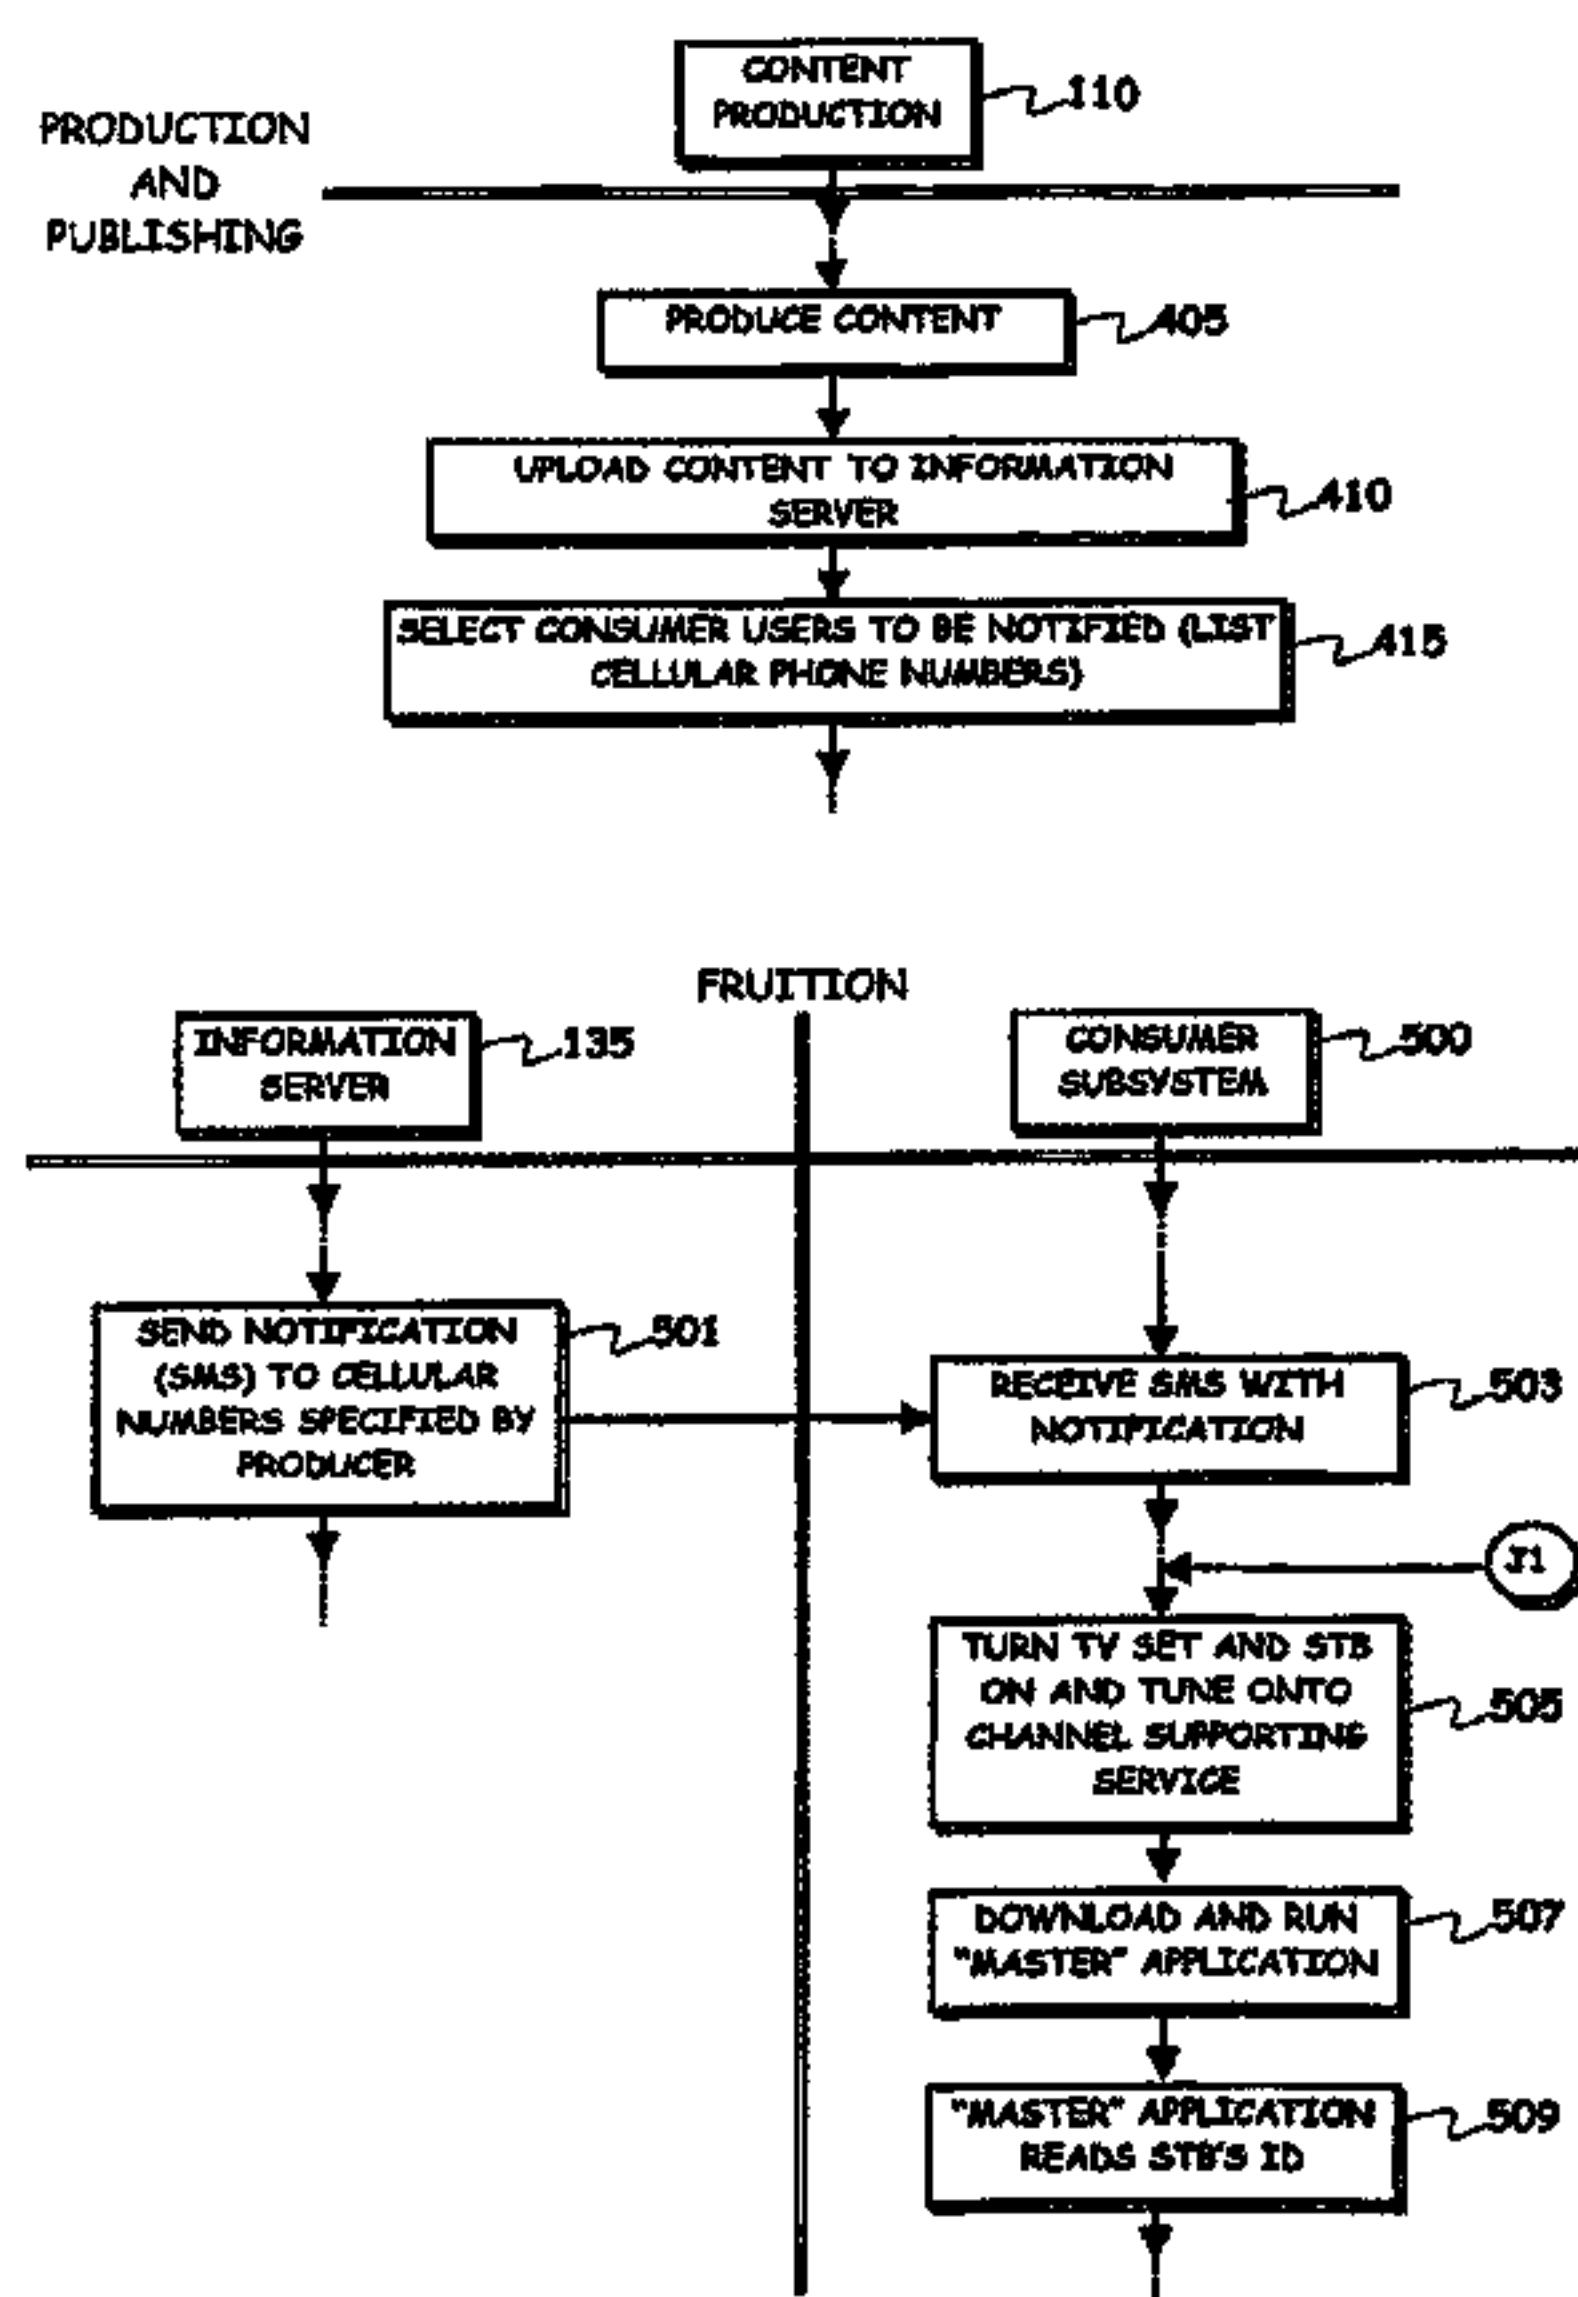 CONTENT
PRODUCTION
110
PRODUCTION
AND
PUBLISHING
PRODUCE CONTENT
405
UPLOAD CONTENT TO INFORMATION
SERVER
410
SELECT CONSUMER USERS TO BE NOTIFIED (LIST
CELLULAR PHONE NUMBERS)
415
FRUITION
INFORMATION
SERVER
135
CONSUMER
SUBSYSTEM
500
SEND NOTIFICATION
(SMS) TO CELLULAR
NUMBERS SPECIFIED BY
PRODUCER
501
RECEIVE SMS WITH
NOTIFICATION
503
J1
TURN TV SET AND STB
ON AND TUNE ONTO
CHANNEL SUPPORTING
SERVICE
505
DOWNLOAD AND RUN
"MASTER" APPLICATION
507
"MASTER" APPLICATION
READS STB'S ID
509